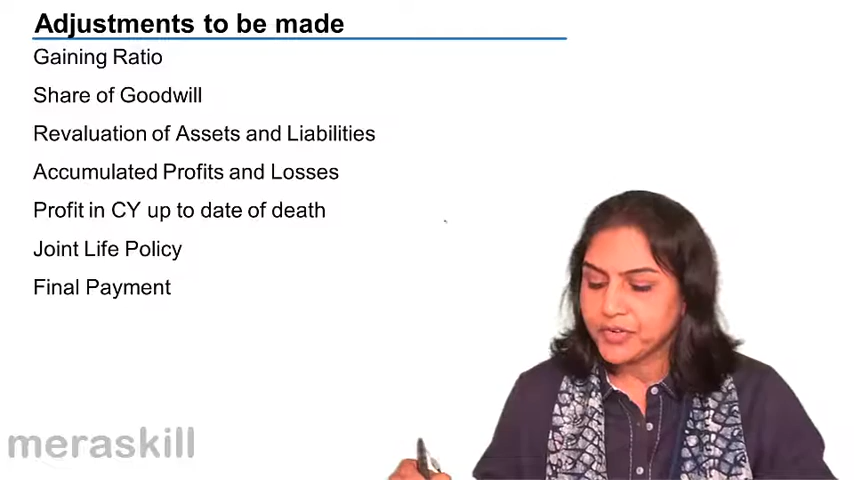 Adjustments to be made
Gaining Ratio
Share of Goodwill
Revaluation of Assets and Liabilities
Accumulated Profits and Losses
Profit in CY up to date of death
Joint Life Policy
Final Payment
meraskill